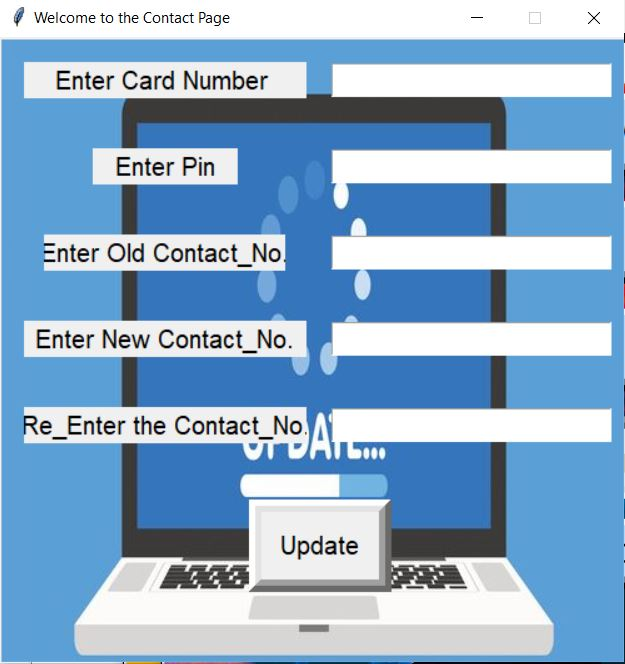 Welcome to the Contact Page
Enter Card Number
Enter Pin
Enter Old Contact_No.
Enter New Contact_No.
Re_Enter the Contact_No.
UPDATE...
Update